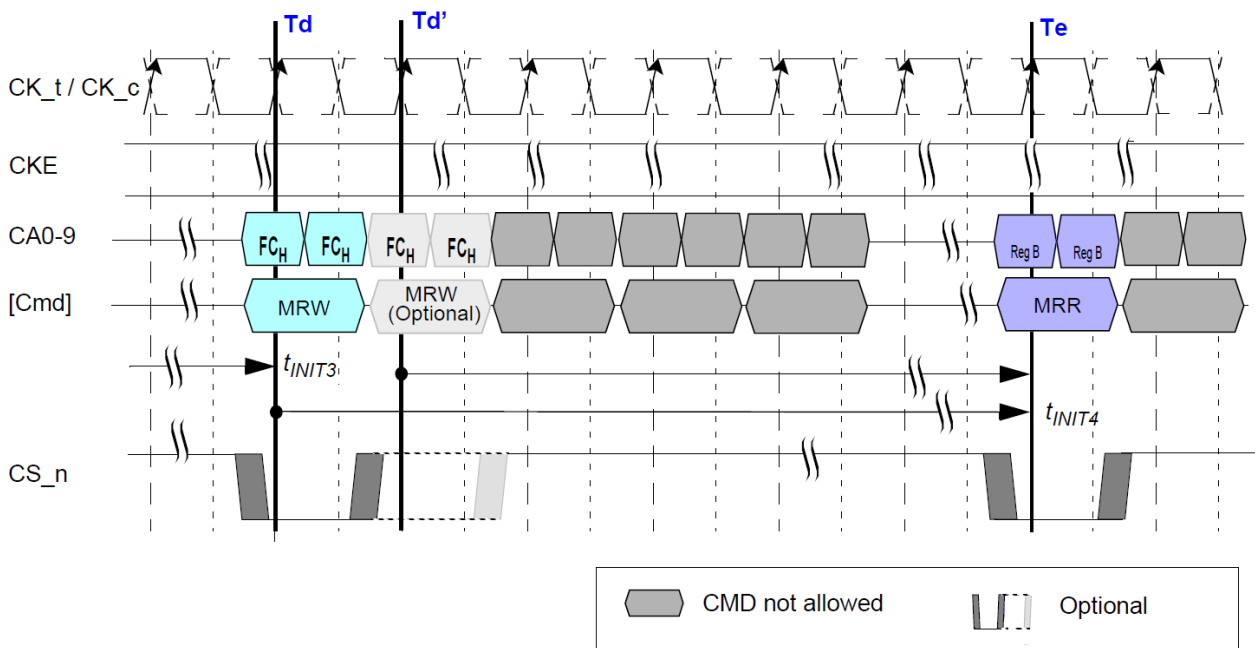 Td Td’ Te
CK_t / CK_c
CKE
CA0-9 FCH FCH FCH FCH Reg B Reg B
[Cmd] MRW MRW (Optional) MRR
tINIT3
tINIT4
CS_n
CMD not allowed Optional